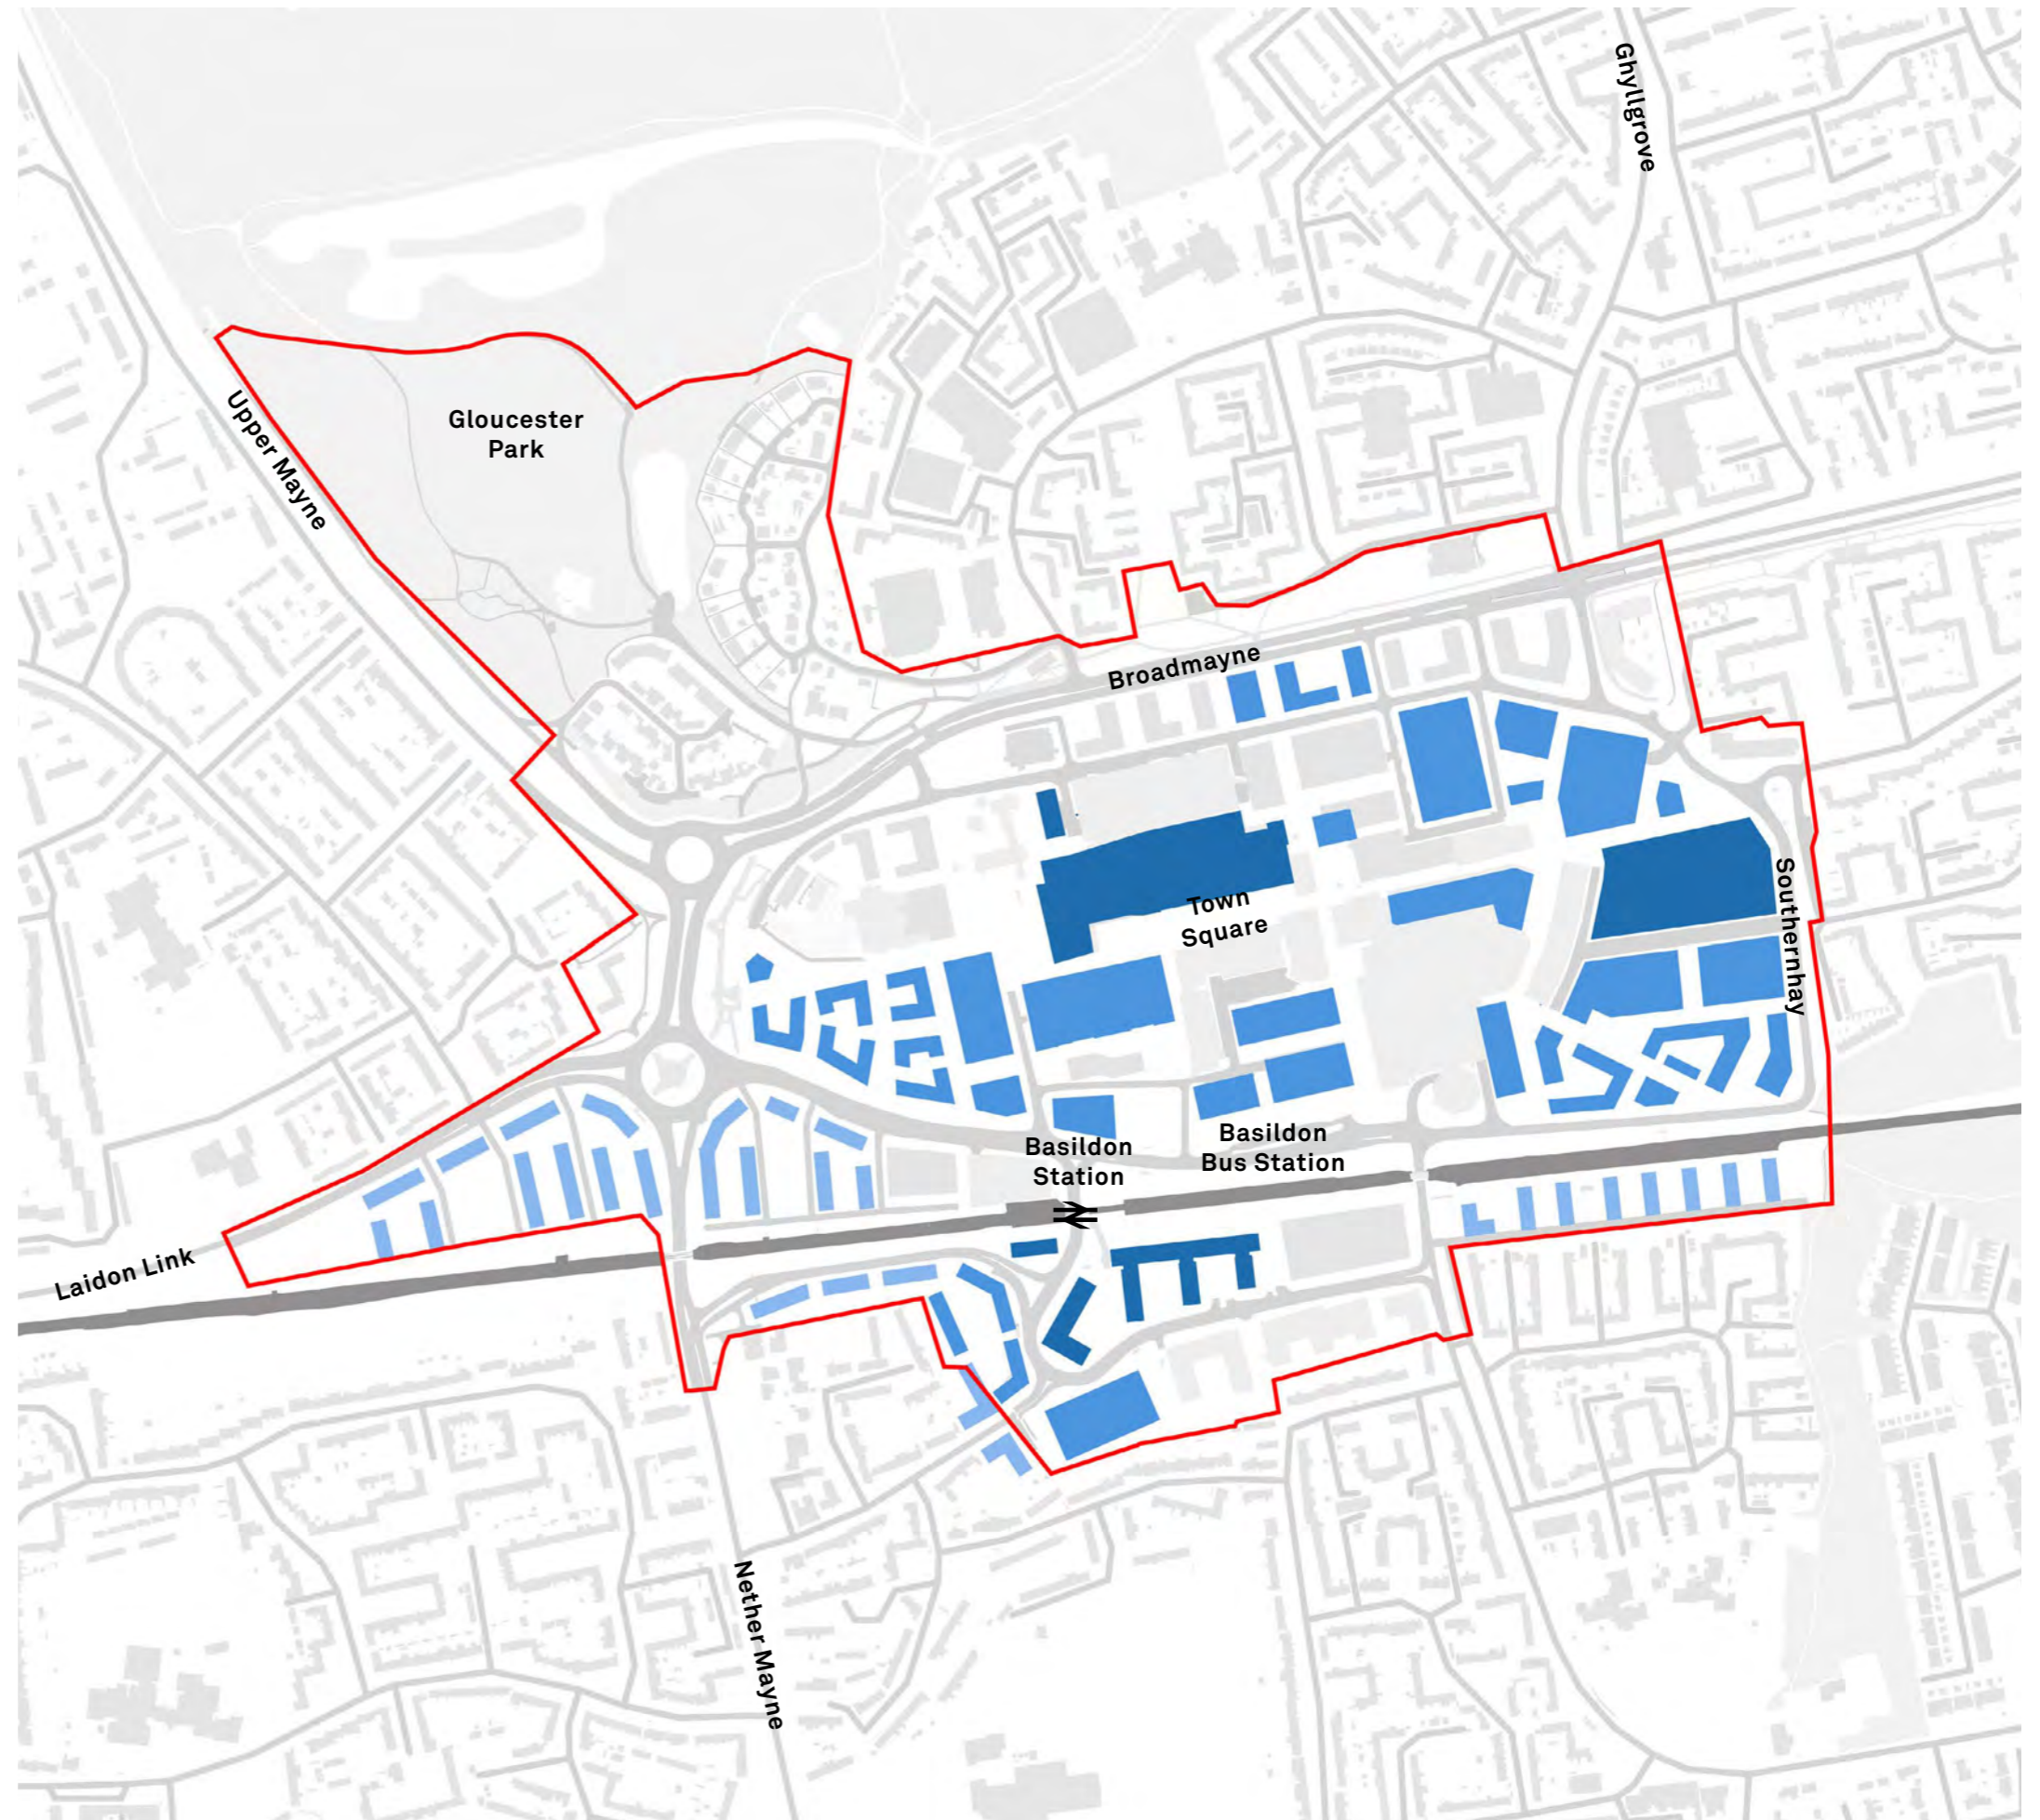 Ghyllgrove
Upper Mayne
Gloucester
Park
Broadmayne
Town
Square
Southernhay
Basildon
Station
Basildon
Bus Station
Laidon Link
Nether Mayne